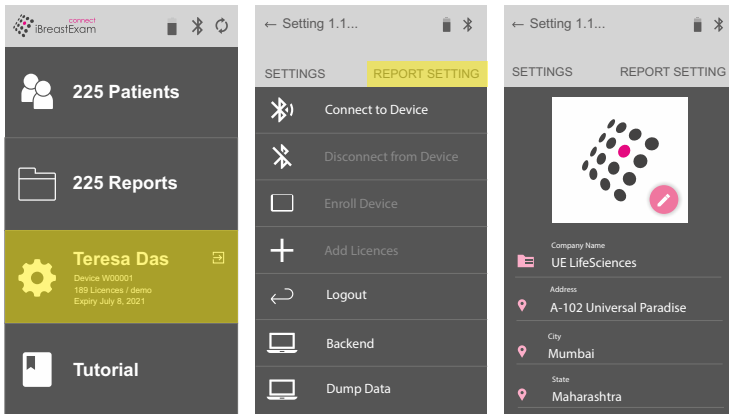 connect
iBreastExam
225 Patients
225 Reports
Teresa Das
Device W00001
189 Licences / demo
Expiry July 8, 2021
Tutorial
← Setting 1.1...
SETTINGS REPORT SETTING
Connect to Device
Disconnect from Device
Enroll Device
Add Licences
Logout
Backend
Dump Data
← Setting 1.1...
SETTINGS REPORT SETTING
Company Name
UE LifeSciences
Address
A-102 Universal Paradise
City
Mumbai
State
Maharashtra